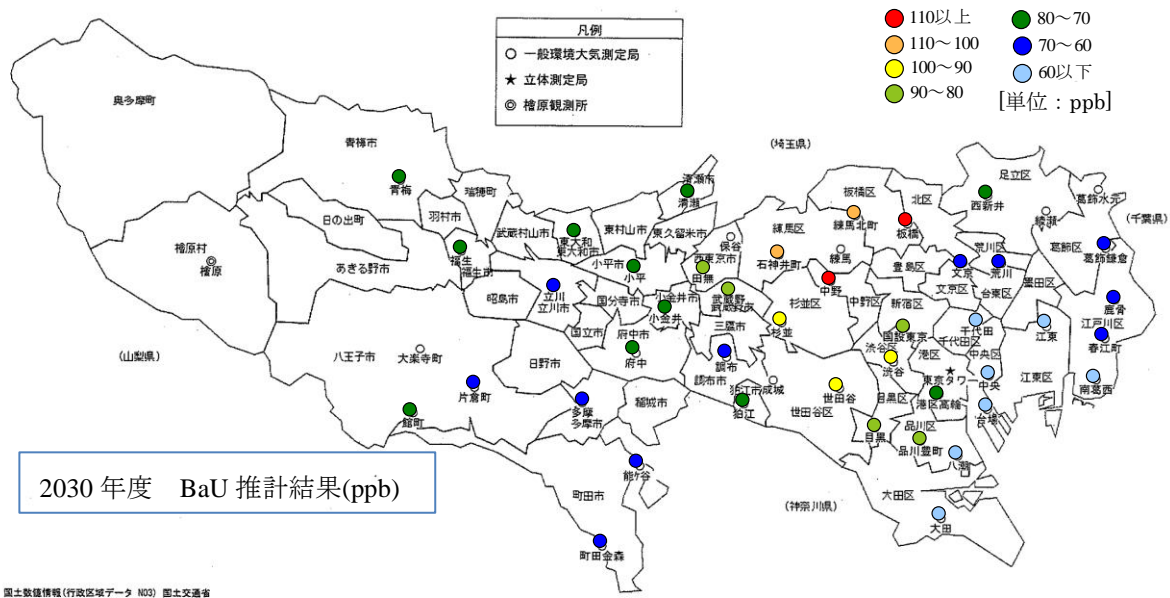 凡例
○ 一般環境大気測定局
★ 立体測定局
◎ 檜原観測所
110以上
110～100
100～90
90～80
80～70
70～60
60以下
[単位：ppb]
(埼玉県)
(千葉県)
(山梨県)
(神奈川県)
奥多摩町
青梅市
青梅
瑞穂町
羽村市
日の出町
檜原村
檜原
あきる野市
福生
福生市
武蔵村山市
東大和
東大和市
東村山市
清瀬市
清瀬
東久留米市
小平市
小平
保谷
西東京市
田無
昭島市
立川
立川市
国分寺市
小金井市
小金井
武蔵野
武蔵野市
国立市
府中市
府中
三鷹市
調布
調布市
八王子市
大楽寺町
日野市
片倉町
館町
多摩
多摩市
稲城市
狛江市
狛江
成城
能ケ谷
町田市
町田金森
練馬区
石神井町
練馬北町
練馬
板橋区
板橋
北区
足立区
西新井
綾瀬
葛飾水元
葛飾区
葛飾鎌倉
荒川区
荒川
文京
文京区
豊島区
台東区
墨田区
中野
中野区
杉並区
杉並
新宿区
国設東京
千代田
千代田区
江東
江東区
鹿骨
江戸川区
春江町
南葛西
渋谷区
渋谷
港区
東京タワー
中央区
中央
港区高輪
台場
世田谷
世田谷区
目黒区
目黒
品川区
品川豊町
八潮
大田区
大田
2030 年度 BaU 推計結果(ppb)
国土数値情報(行政区域データ N03) 国土交通省